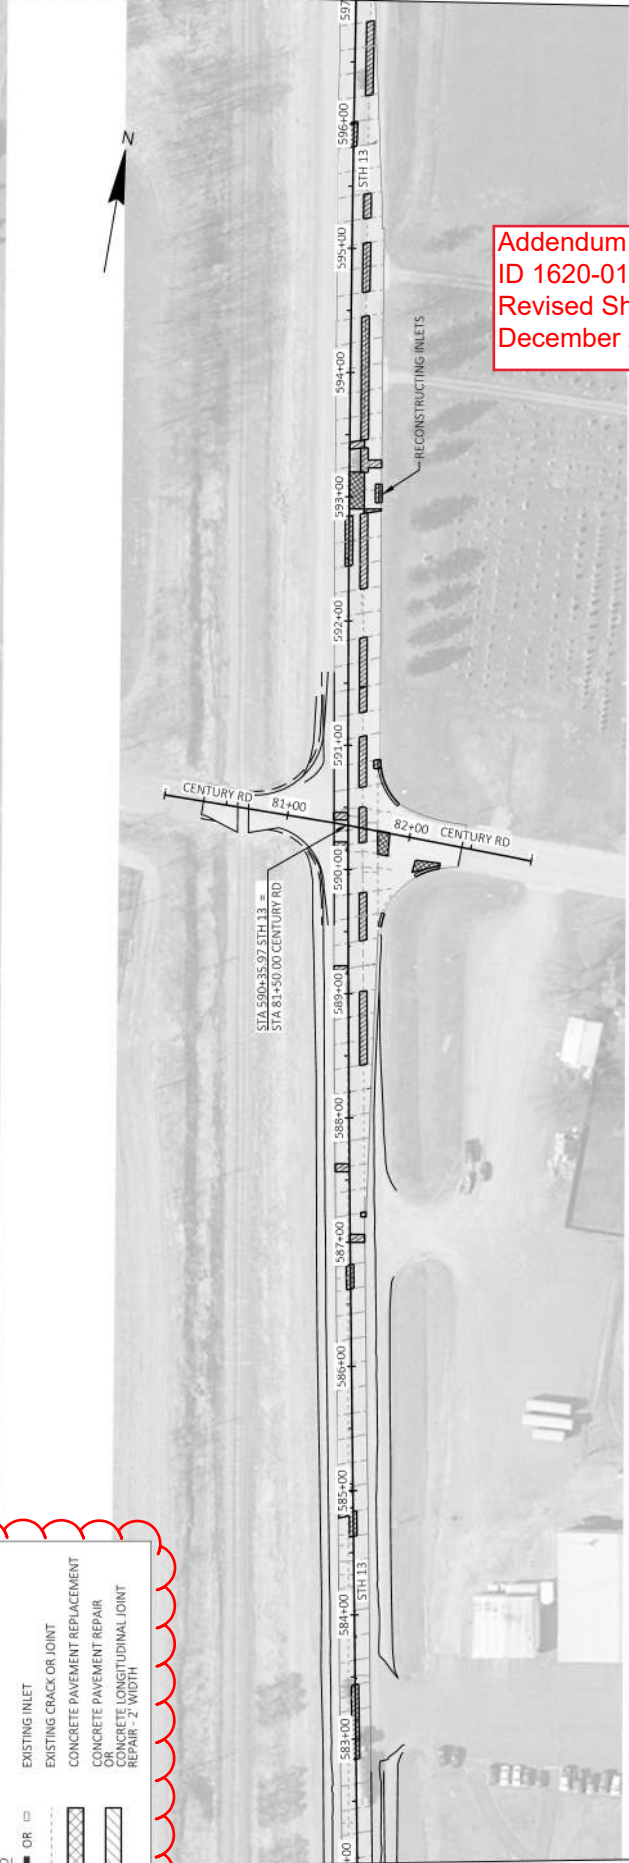 597
596+00
STH 13
N
595+00
Addendum
ID 1620-01
Revised Sh
December
594+00
RECONSTRUCTING INLETS
593+00
592+00
591+00
CENTURY RD
81+00
82+00
CENTURY RD
590+00
STA 590+35.97 STH 13 =
STA 81+50.00 CENTURY RD
589+00
588+00
587+00
586+00
585+00
STH 13
584+00
583+00
+00
OR
EXISTING INLET
EXISTING CRACK OR JOINT
CONCRETE PAVEMENT REPLACEMENT
CONCRETE PAVEMENT REPAIR
OR
CONCRETE LONGITUDINAL JOINT
REPAIR - 2' WIDTH